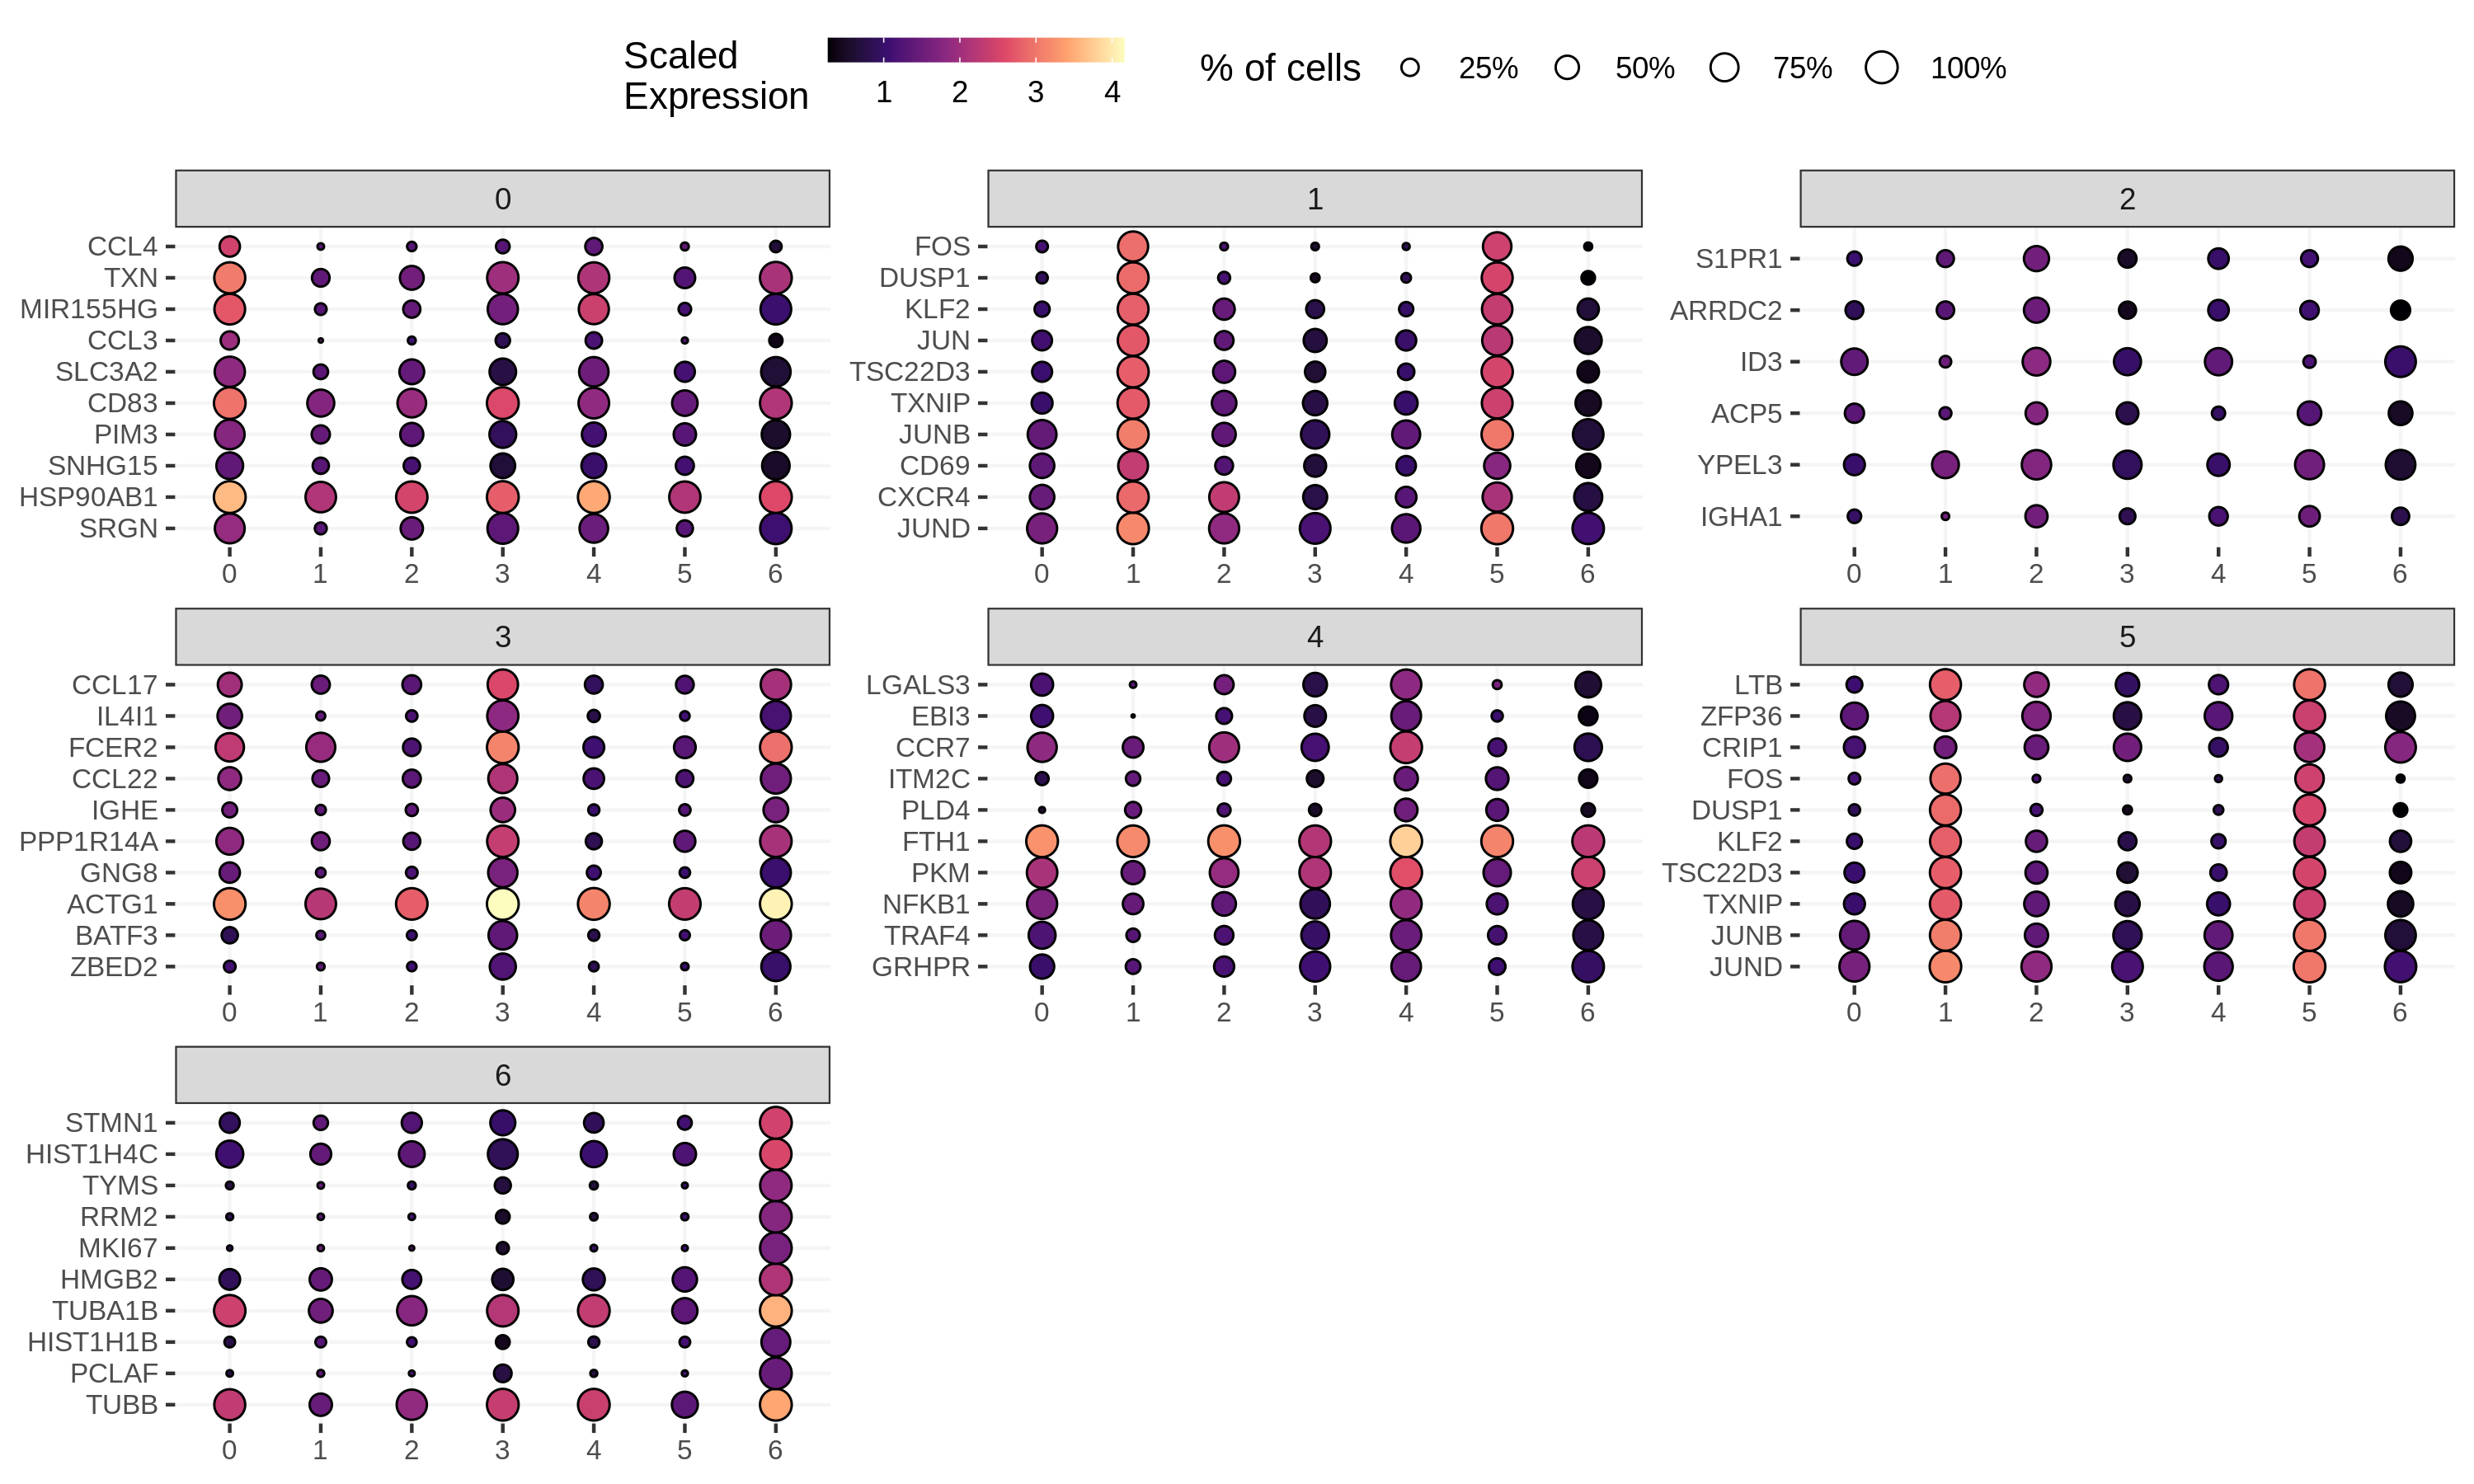 Scaled
Expression
1 2 3 4
% of cells 25% 50% 75% 100%
0
CCL4
TXN
MIR155HG
CCL3
SLC3A2
CD83
PIM3
SNHG15
HSP90AB1
SRGN
0 1 2 3 4 5 6
1
FOS
DUSP1
KLF2
JUN
TSC22D3
TXNIP
JUNB
CD69
CXCR4
JUND
0 1 2 3 4 5 6
2
S1PR1
ARRDC2
ID3
ACP5
YPEL3
IGHA1
0 1 2 3 4 5 6
3
CCL17
IL4I1
FCER2
CCL22
IGHE
PPP1R14A
GNG8
ACTG1
BATF3
ZBED2
0 1 2 3 4 5 6
4
LGALS3
EBI3
CCR7
ITM2C
PLD4
FTH1
PKM
NFKB1
TRAF4
GRHPR
0 1 2 3 4 5 6
5
LTB
ZFP36
CRIP1
FOS
DUSP1
KLF2
TSC22D3
TXNIP
JUNB
JUND
0 1 2 3 4 5 6
6
STMN1
HIST1H4C
TYMS
RRM2
MKI67
HMGB2
TUBA1B
HIST1H1B
PCLAF
TUBB
0 1 2 3 4 5 6